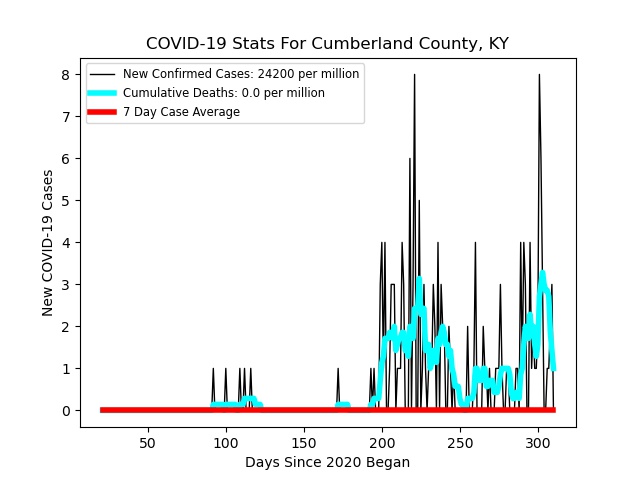 COVID-19 Stats For Cumberland County, KY
New Confirmed Cases: 24200 per million
Cumulative Deaths: 0.0 per million
7 Day Case Average
New COVID-19 Cases
8
7
6
5
4
3
2
1
0
50 100 150 200 250 300
Days Since 2020 Began